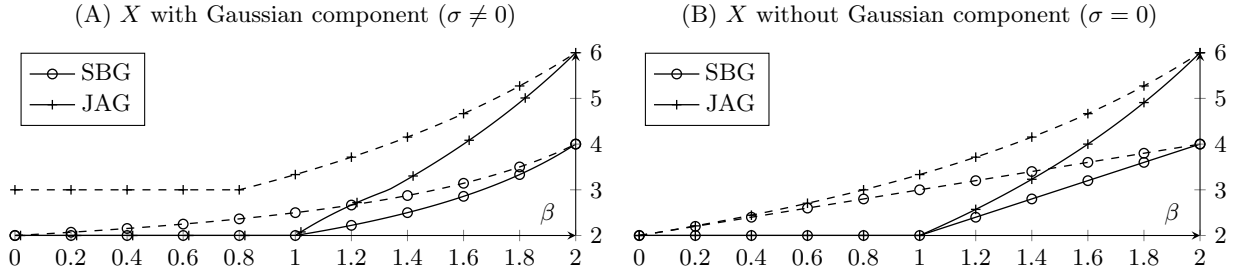 (A) X with Gaussian component (σ ≠ 0)
SBG
JAG
β
2
3
4
5
6
0 0.2 0.4 0.6 0.8 1 1.2 1.4 1.6 1.8 2
(B) X without Gaussian component (σ = 0)
SBG
JAG
β
2
3
4
5
6
0 0.2 0.4 0.6 0.8 1 1.2 1.4 1.6 1.8 2